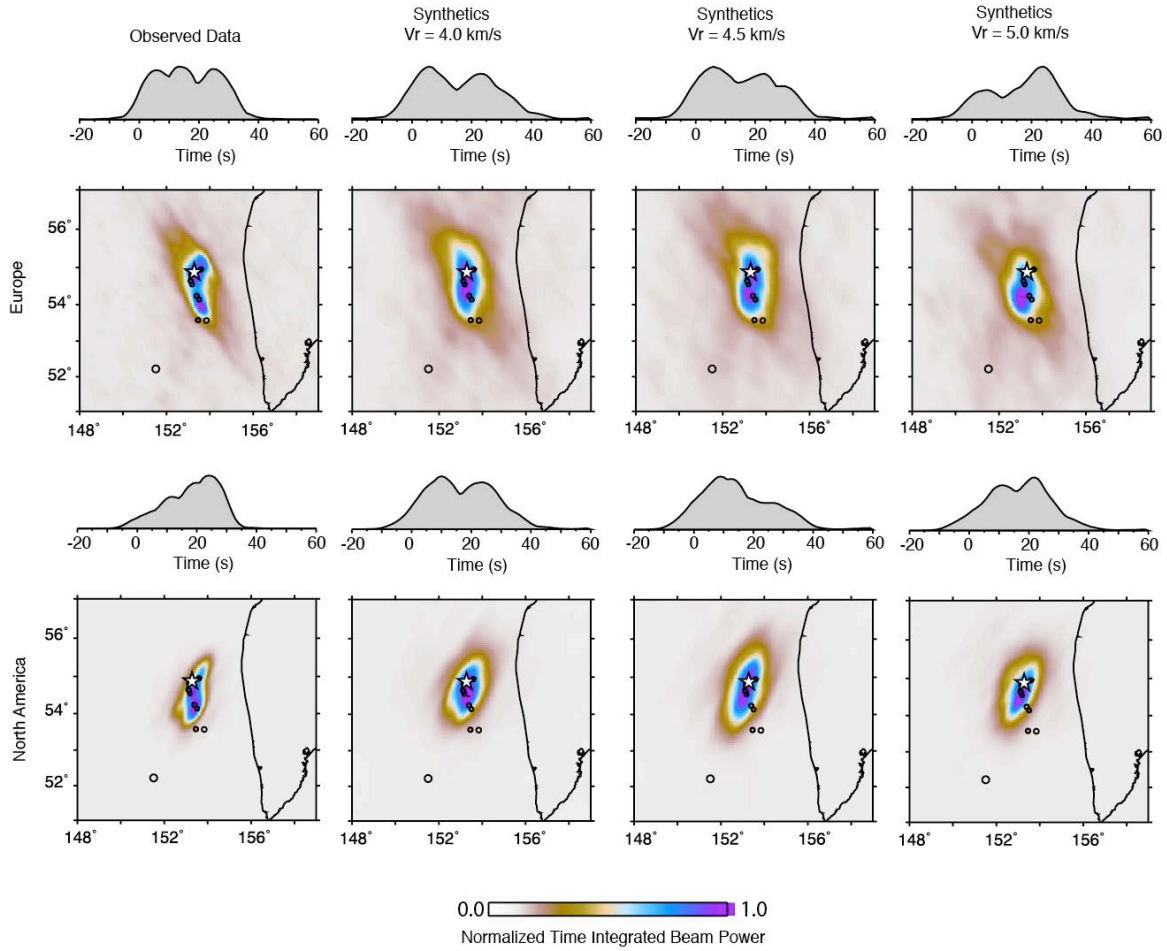 Observed Data
Synthetics
Vr = 4.0 km/s
Synthetics
Vr = 4.5 km/s
Synthetics
Vr = 5.0 km/s
-20 0 20 40 60
Time (s)
-20 0 20 40 60
Time (s)
-20 0 20 40 60
Time (s)
-20 0 20 40 60
Time (s)
Europe
56°
54°
52°
148° 152° 156°
148° 152° 156°
148° 152° 156°
148° 152° 156°
-20 0 20 40 60
Time (s)
-20 0 20 40 60
Time (s)
-20 0 20 40 60
Time (s)
-20 0 20 40 60
Time (s)
North America
56°
54°
52°
148° 152° 156°
148° 152° 156°
148° 152° 156°
148° 152° 156°
0.0 1.0
Normalized Time Integrated Beam Power